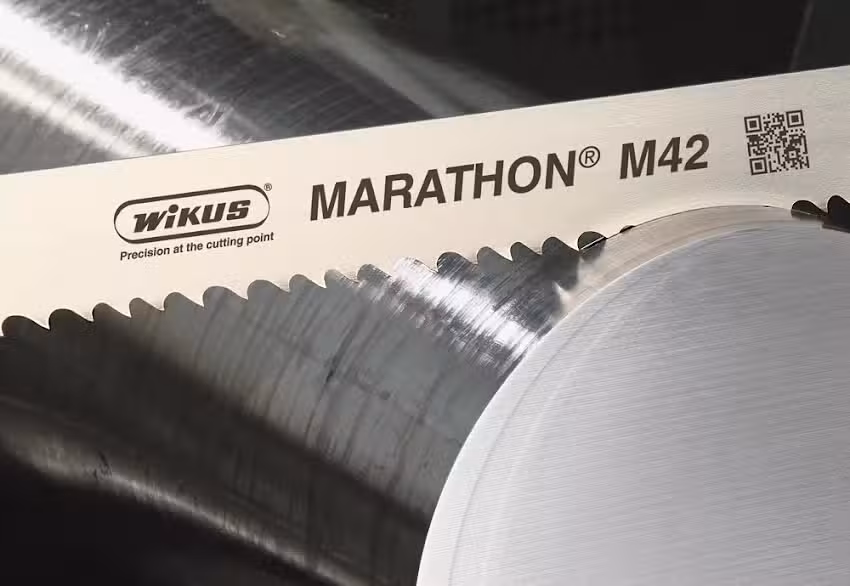 WiKUS®
Precision at the cutting point
MARATHON® M42